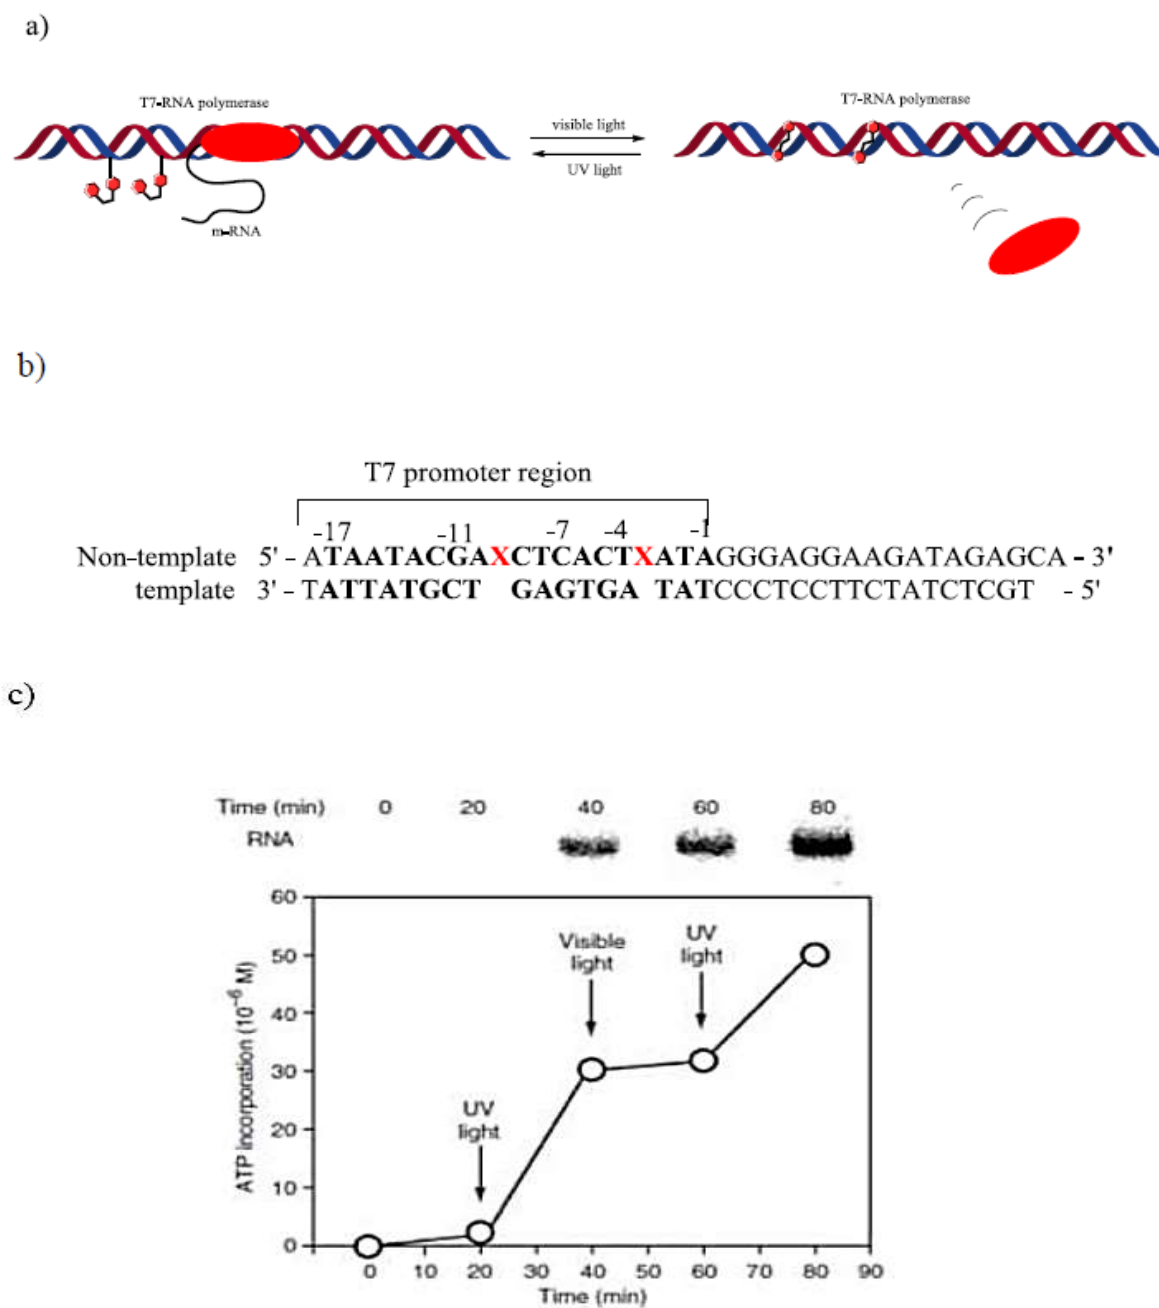 a)
T7-RNA polymerase
T7-RNA polymerase
visible light
UV light
m-RNA
b)
T7 promoter region
-17 -11 -7 -4 -1
Non-template 5' - ATAATACGAXCTCACTXATAGGGAGGAAGATAGAGCA - 3'
template 3' - TATTATGCT GAGTGA TATCCCTCCTTCTATCTCGT - 5'
c)
Time (min) 0 20 40 60 80
RNA
60
50
40
30
20
10
0
ATP incorporation (10⁻⁶ M)
UV
light
Visible
light
UV
light
0 10 20 30 40 50 60 70 80 90
Time (min)